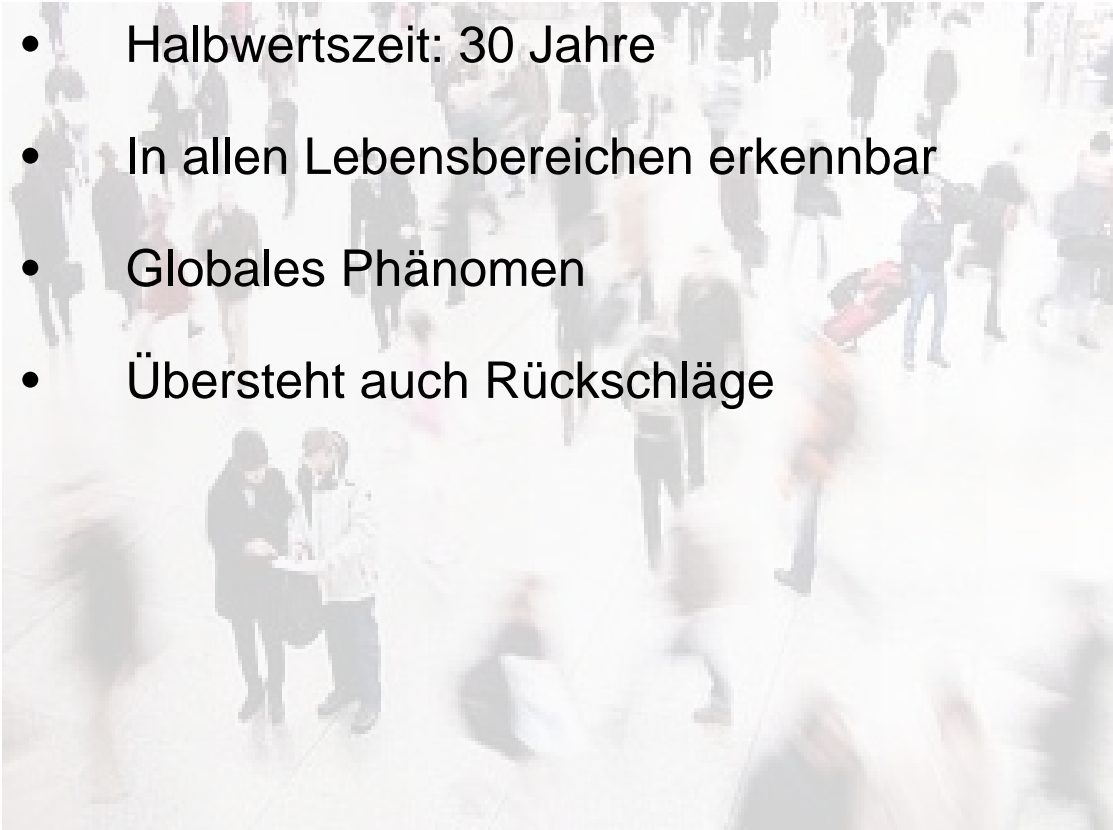 • Halbwertszeit: 30 Jahre
• In allen Lebensbereichen erkennbar
• Globales Phänomen
• Übersteht auch Rückschläge